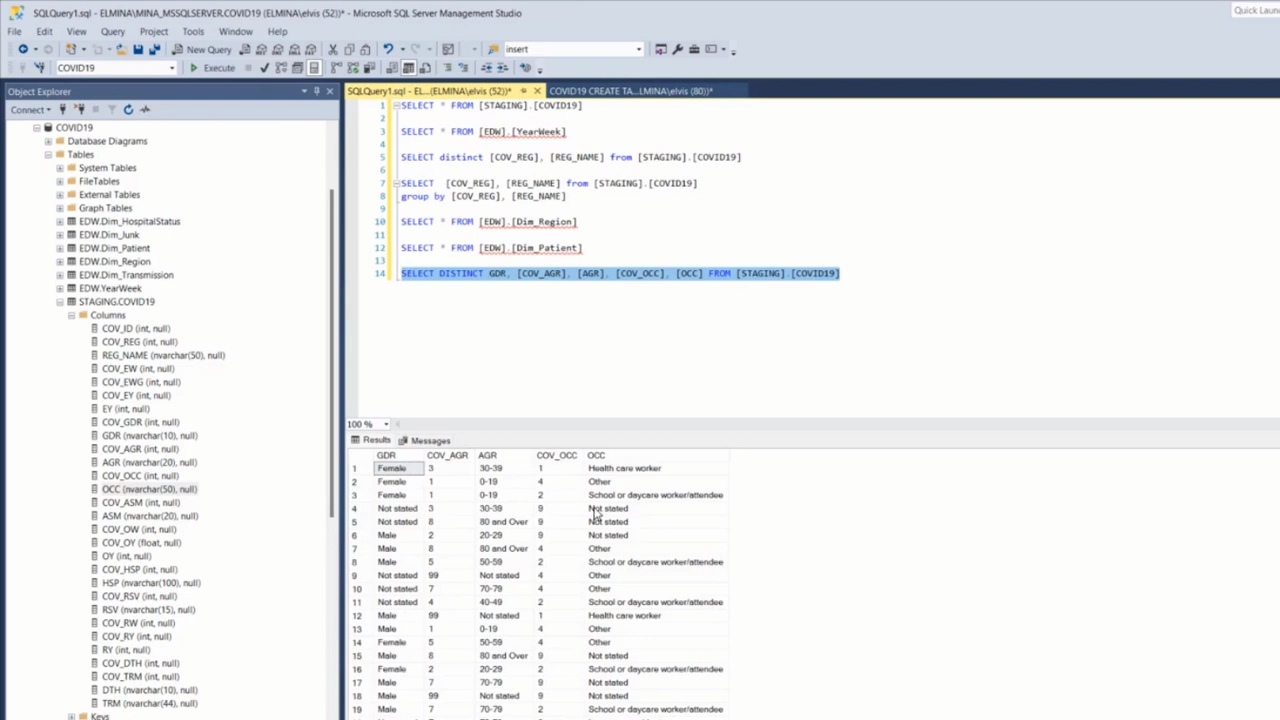 SQLQuery1.sql - ELMINA\MINA_MSSQLSERVER.COVID19 (ELMINA\elvis (52))* - Microsoft SQL Server Management Studio
Quick Laun
File Edit View Query Project Tools Window Help
New Query insert
COVID19 Execute
Object Explorer
Connect
COVID19
Database Diagrams
Tables
System Tables
FileTables
External Tables
Graph Tables
EDW.Dim_HospitalStatus
EDW.Dim_Junk
EDW.Dim_Patient
EDW.Dim_Region
EDW.Dim_Transmission
EDW.YearWeek
STAGING.COVID19
Columns
COV_ID (int, null)
COV_REG (int, null)
REG_NAME (nvarchar(50), null)
COV_EW (int, null)
COV_EWG (int, null)
COV_EY (int, null)
EY (int, null)
COV_GDR (int, null)
GDR (nvarchar(10), null)
COV_AGR (int, null)
AGR (nvarchar(20), null)
COV_OCC (int, null)
OCC (nvarchar(50), null)
COV_ASM (int, null)
ASM (nvarchar(20), null)
COV_OW (int, null)
COV_OY (float, null)
OY (int, null)
COV_HSP (int, null)
HSP (nvarchar(100), null)
COV_RSV (int, null)
RSV (nvarchar(15), null)
COV_RW (int, null)
COV_RY (int, null)
RY (int, null)
COV_DTH (int, null)
COV_TRM (int, null)
DTH (nvarchar(10), null)
TRM (nvarchar(44), null)
Keys
SQLQuery1.sql - EL...(ELMINA\elvis (52))* COVID19 CREATE TA...LMINA\elvis (80))*
1 SELECT * FROM [STAGING].[COVID19]
2
3 SELECT * FROM [EDW].[YearWeek]
4
5 SELECT distinct [COV_REG], [REG_NAME] from [STAGING].[COVID19]
6
7 SELECT [COV_REG], [REG_NAME] from [STAGING].[COVID19]
8 group by [COV_REG], [REG_NAME]
9
10 SELECT * FROM [EDW].[Dim_Region]
11
12 SELECT * FROM [EDW].[Dim_Patient]
13
14 SELECT DISTINCT GDR, [COV_AGR], [AGR], [COV_OCC], [OCC] FROM [STAGING].[COVID19]
100 %
Results Messages
GDR COV_AGR AGR COV_OCC OCC
1 Female 3 30-39 1 Health care worker
2 Female 1 0-19 4 Other
3 Female 1 0-19 2 School or daycare worker/attendee
4 Not stated 3 30-39 9 Not stated
5 Not stated 8 80 and Over 9 Not stated
6 Male 2 20-29 9 Not stated
7 Male 8 80 and Over 4 Other
8 Male 5 50-59 2 School or daycare worker/attendee
9 Not stated 99 Not stated 4 Other
10 Not stated 7 70-79 4 Other
11 Not stated 4 40-49 2 School or daycare worker/attendee
12 Male 99 Not stated 1 Health care worker
13 Male 1 0-19 4 Other
14 Female 5 50-59 4 Other
15 Male 8 80 and Over 9 Not stated
16 Female 2 20-29 2 School or daycare worker/attendee
17 Male 7 70-79 9 Not stated
18 Male 99 Not stated 9 Not stated
19 Male 7 70-79 2 School or daycare worker/attendee